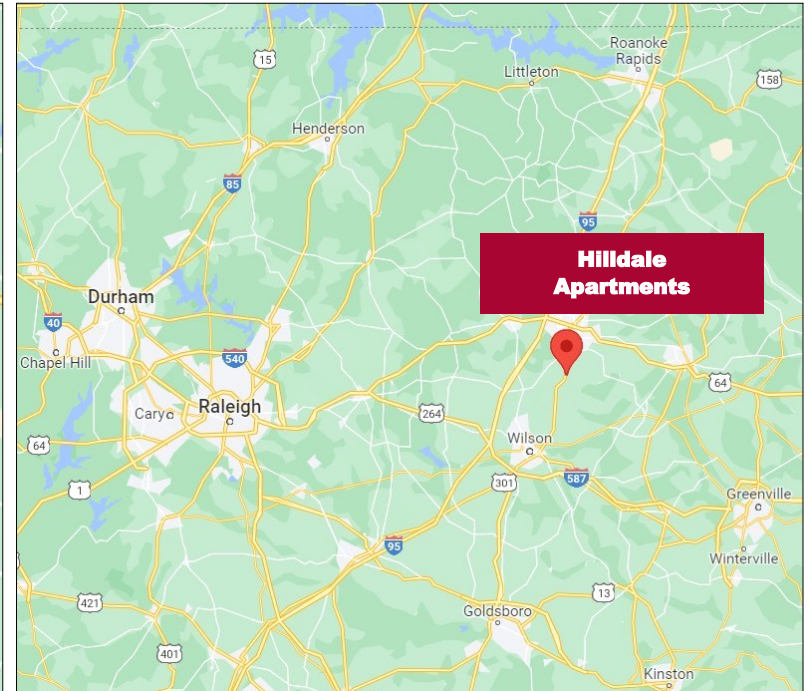 Roanoke
Rapids
15
Littleton
158
Henderson
85
95
Hilldale
Apartments
Durham
40
540
Chapel Hill
64
Cary
Raleigh
264
64
Wilson
301
587
1
Greenville
95
Winterville
421
13
Goldsboro
401
Kinston